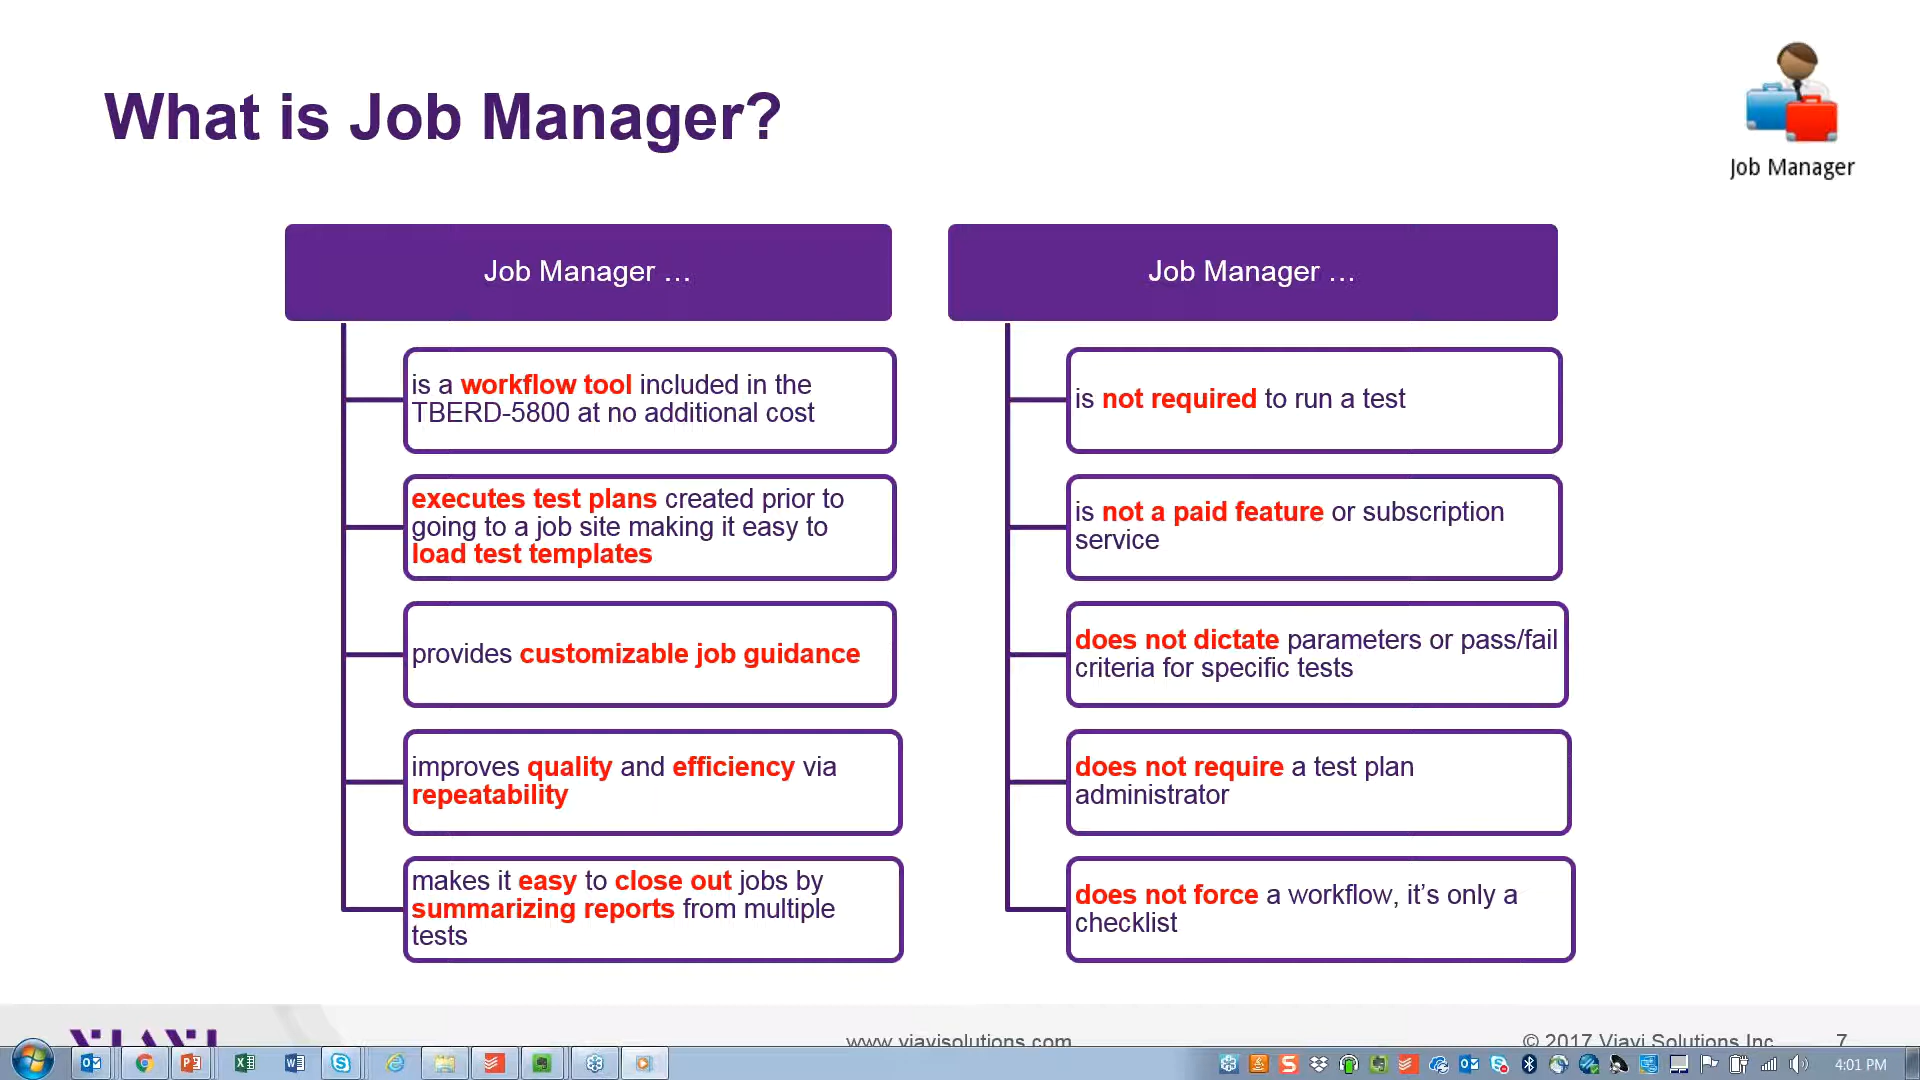 What is Job Manager?
Job Manager
Job Manager …
is a workflow tool included in the
TBERD-5800 at no additional cost
executes test plans created prior to
going to a job site making it easy to
load test templates
provides customizable job guidance
improves quality and efficiency via
repeatability
makes it easy to close out jobs by
summarizing reports from multiple
tests
Job Manager …
is not required to run a test
is not a paid feature or subscription
service
does not dictate parameters or pass/fail
criteria for specific tests
does not require a test plan
administrator
does not force a workflow, it’s only a
checklist
VIAVI
www.viavisolutions.com
© 2017 Viavi Solutions Inc.
7
4:01 PM